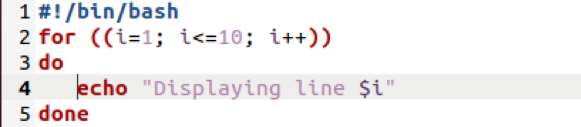 1 #!/bin/bash
2 for ((i=1; i<=10; i++))
3 do
4    echo "Displaying line $i"
5 done